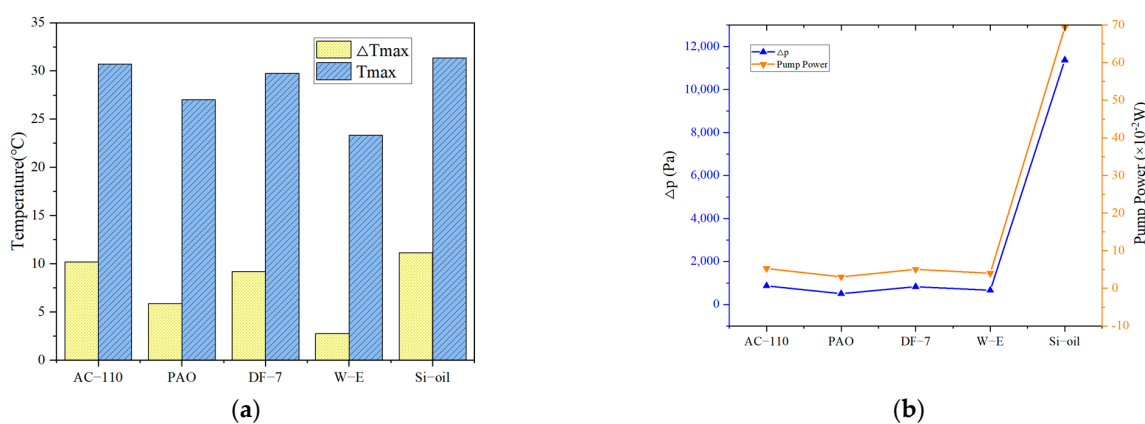 35
30
25
20
15
10
5
0
Temperature(℃)
△Tmax
Tmax
AC−110
PAO
DF−7
W−E
Si−oil
(a)
12,000
10,000
8,000
6,000
4,000
2,000
0
△p (Pa)
△p
Pump Power
70
60
50
40
30
20
10
0
-10
Pump Power (×10⁻²W)
AC−110
PAO
DF−7
W−E
Si−oil
(b)